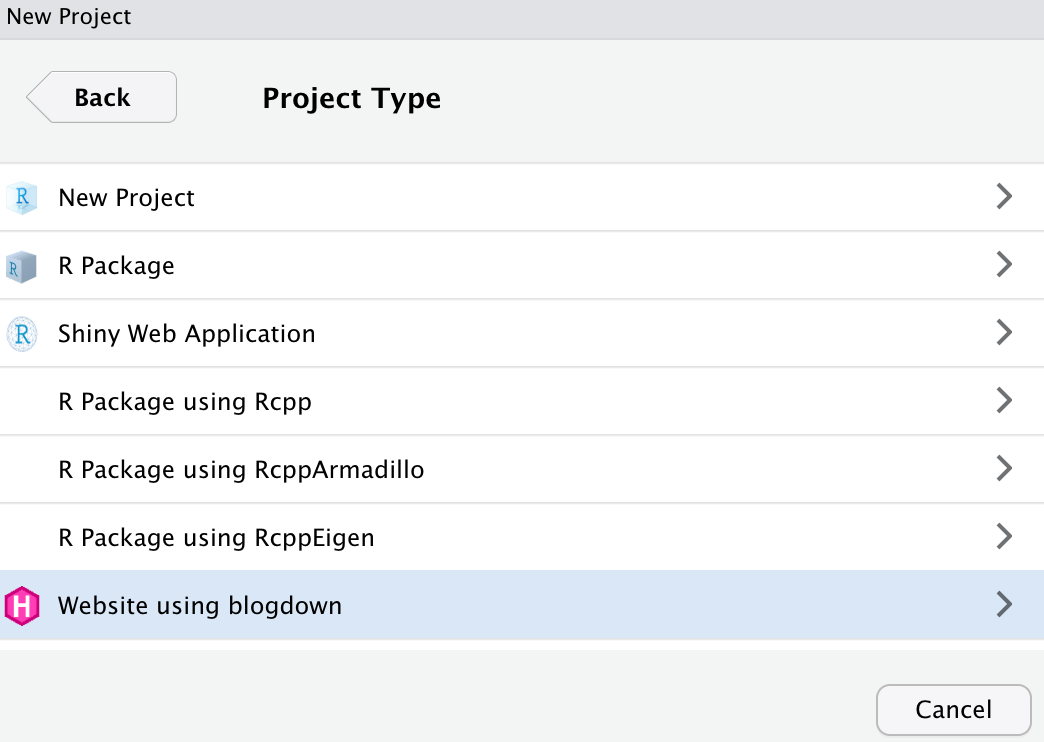 New Project
Back
Project Type
R New Project
R R Package
R Shiny Web Application
R Package using Rcpp
R Package using RcppArmadillo
R Package using RcppEigen
H Website using blogdown
Cancel